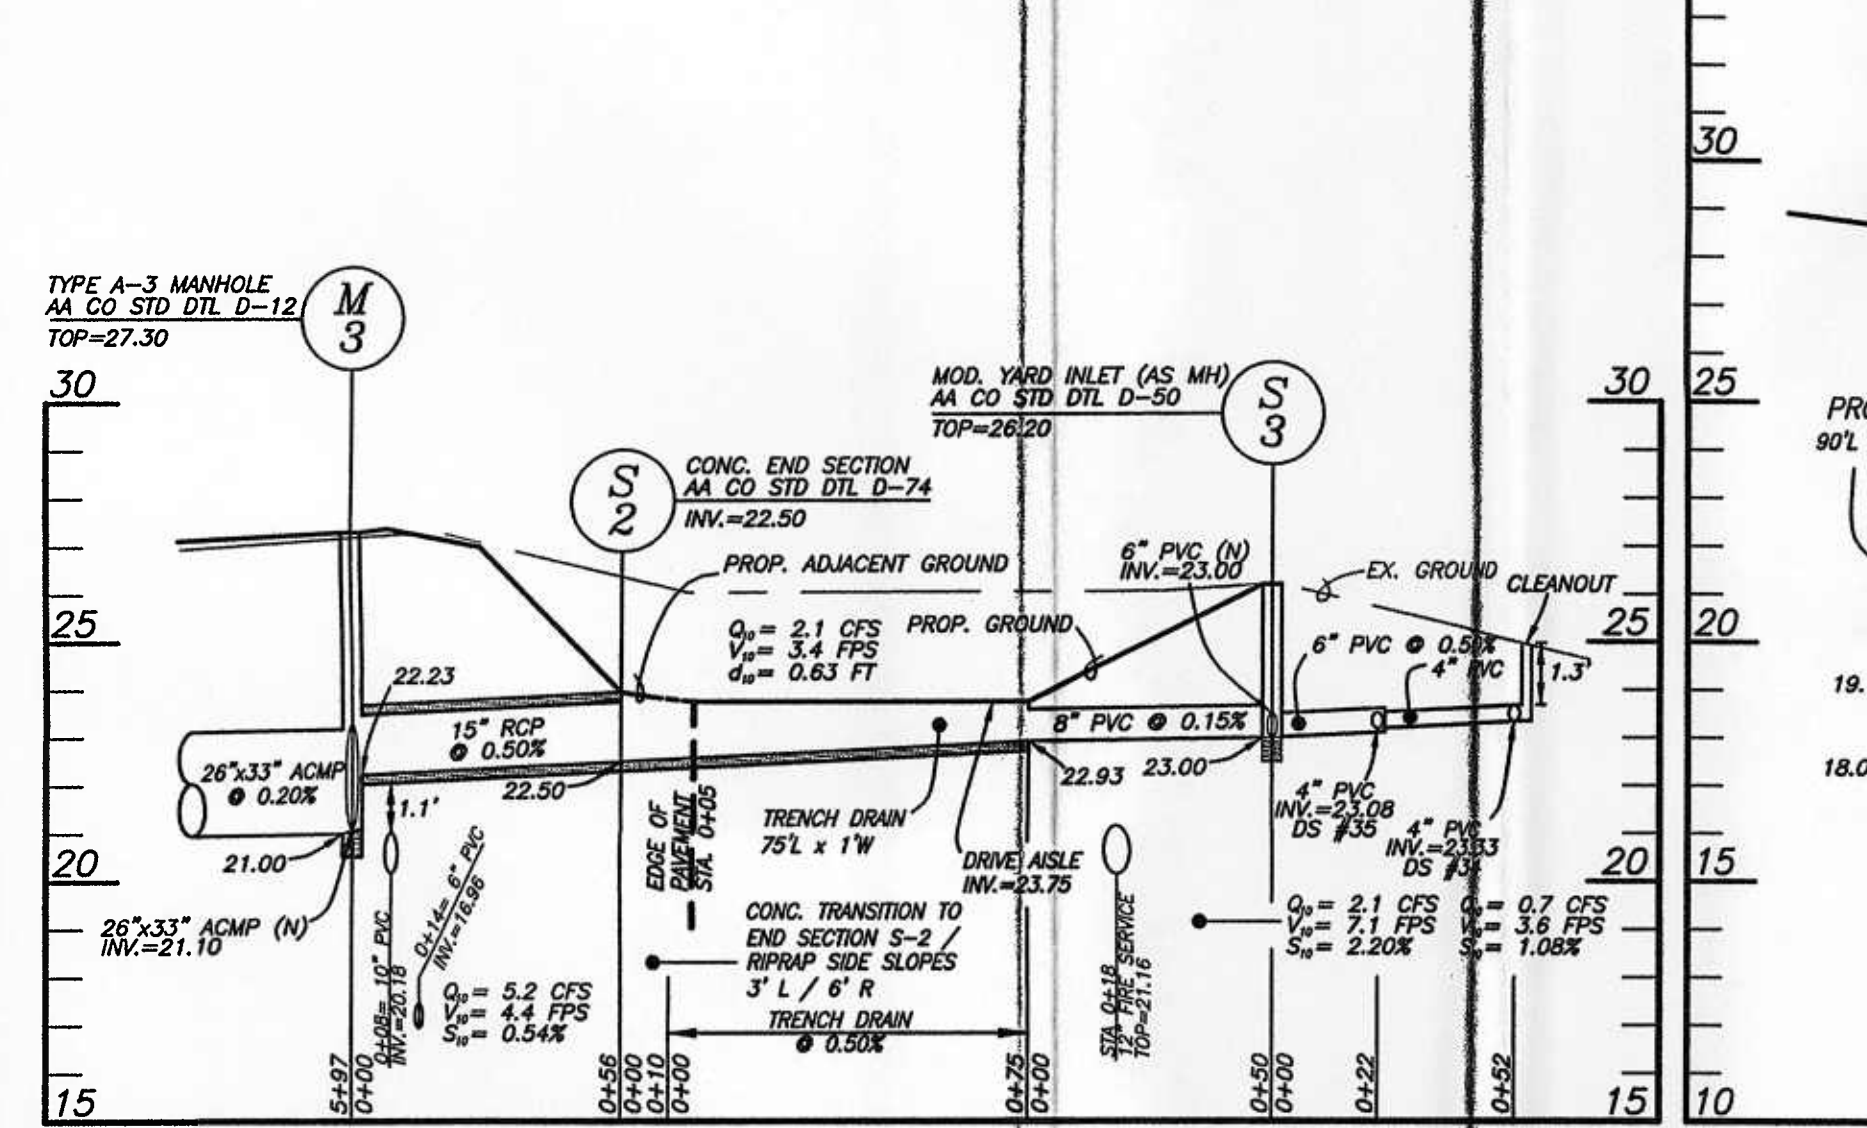 TYPE A-3 MANHOLE
AA CO STD DTL D-12
TOP=27.30
M
3
30
25
20
15
MOD. YARD INLET (AS MH)
AA CO STD DTL D-50
TOP=26.20
S
3
S
2
CONC. END SECTION
AA CO STD DTL D-74
INV.=22.50
PROP. ADJACENT GROUND
Q10= 2.1 CFS
V10= 3.4 FPS
d10= 0.63 FT
PROP. GROUND
6" PVC (N)
INV.=23.00
EX. GROUND
CLEANOUT
6" PVC @ 0.50%
4" PVC
1.3'
22.23
15" RCP
@ 0.50%
8" PVC @ 0.15%
26"x33" ACMP
@ 0.20%
1.1'
22.50
22.93
23.00
21.00
26"x33" ACMP (N)
INV.=21.10
0+08= 10" PVC
INV.=20.18
0+14= 6" PVC
INV.=16.96
EDGE OF
PAVEMENT
STA. 0+05
TRENCH DRAIN
75'L x 1'W
DRIVE AISLE
INV.=23.75
CONC. TRANSITION TO
END SECTION S-2 /
RIPRAP SIDE SLOPES
3' L / 6' R
TRENCH DRAIN
@ 0.50%
Q10= 5.2 CFS
V10= 4.4 FPS
S10= 0.54%
STA. 0+18
12" FIRE SERVICE
TOP=21.16
4" PVC
INV.=23.08
DS #35
4" PVC
INV.=23.33
DS #34
Q10= 2.1 CFS
V10= 7.1 FPS
S10= 2.20%
Q10= 0.7 CFS
V10= 3.6 FPS
S10= 1.08%
5+97
0+00
0+56
0+00
0+10
0+00
0+75
0+00
0+50
0+00
0+22
0+52
30
25
20
15
30
25
20
15
10
90'L
19.
18.0